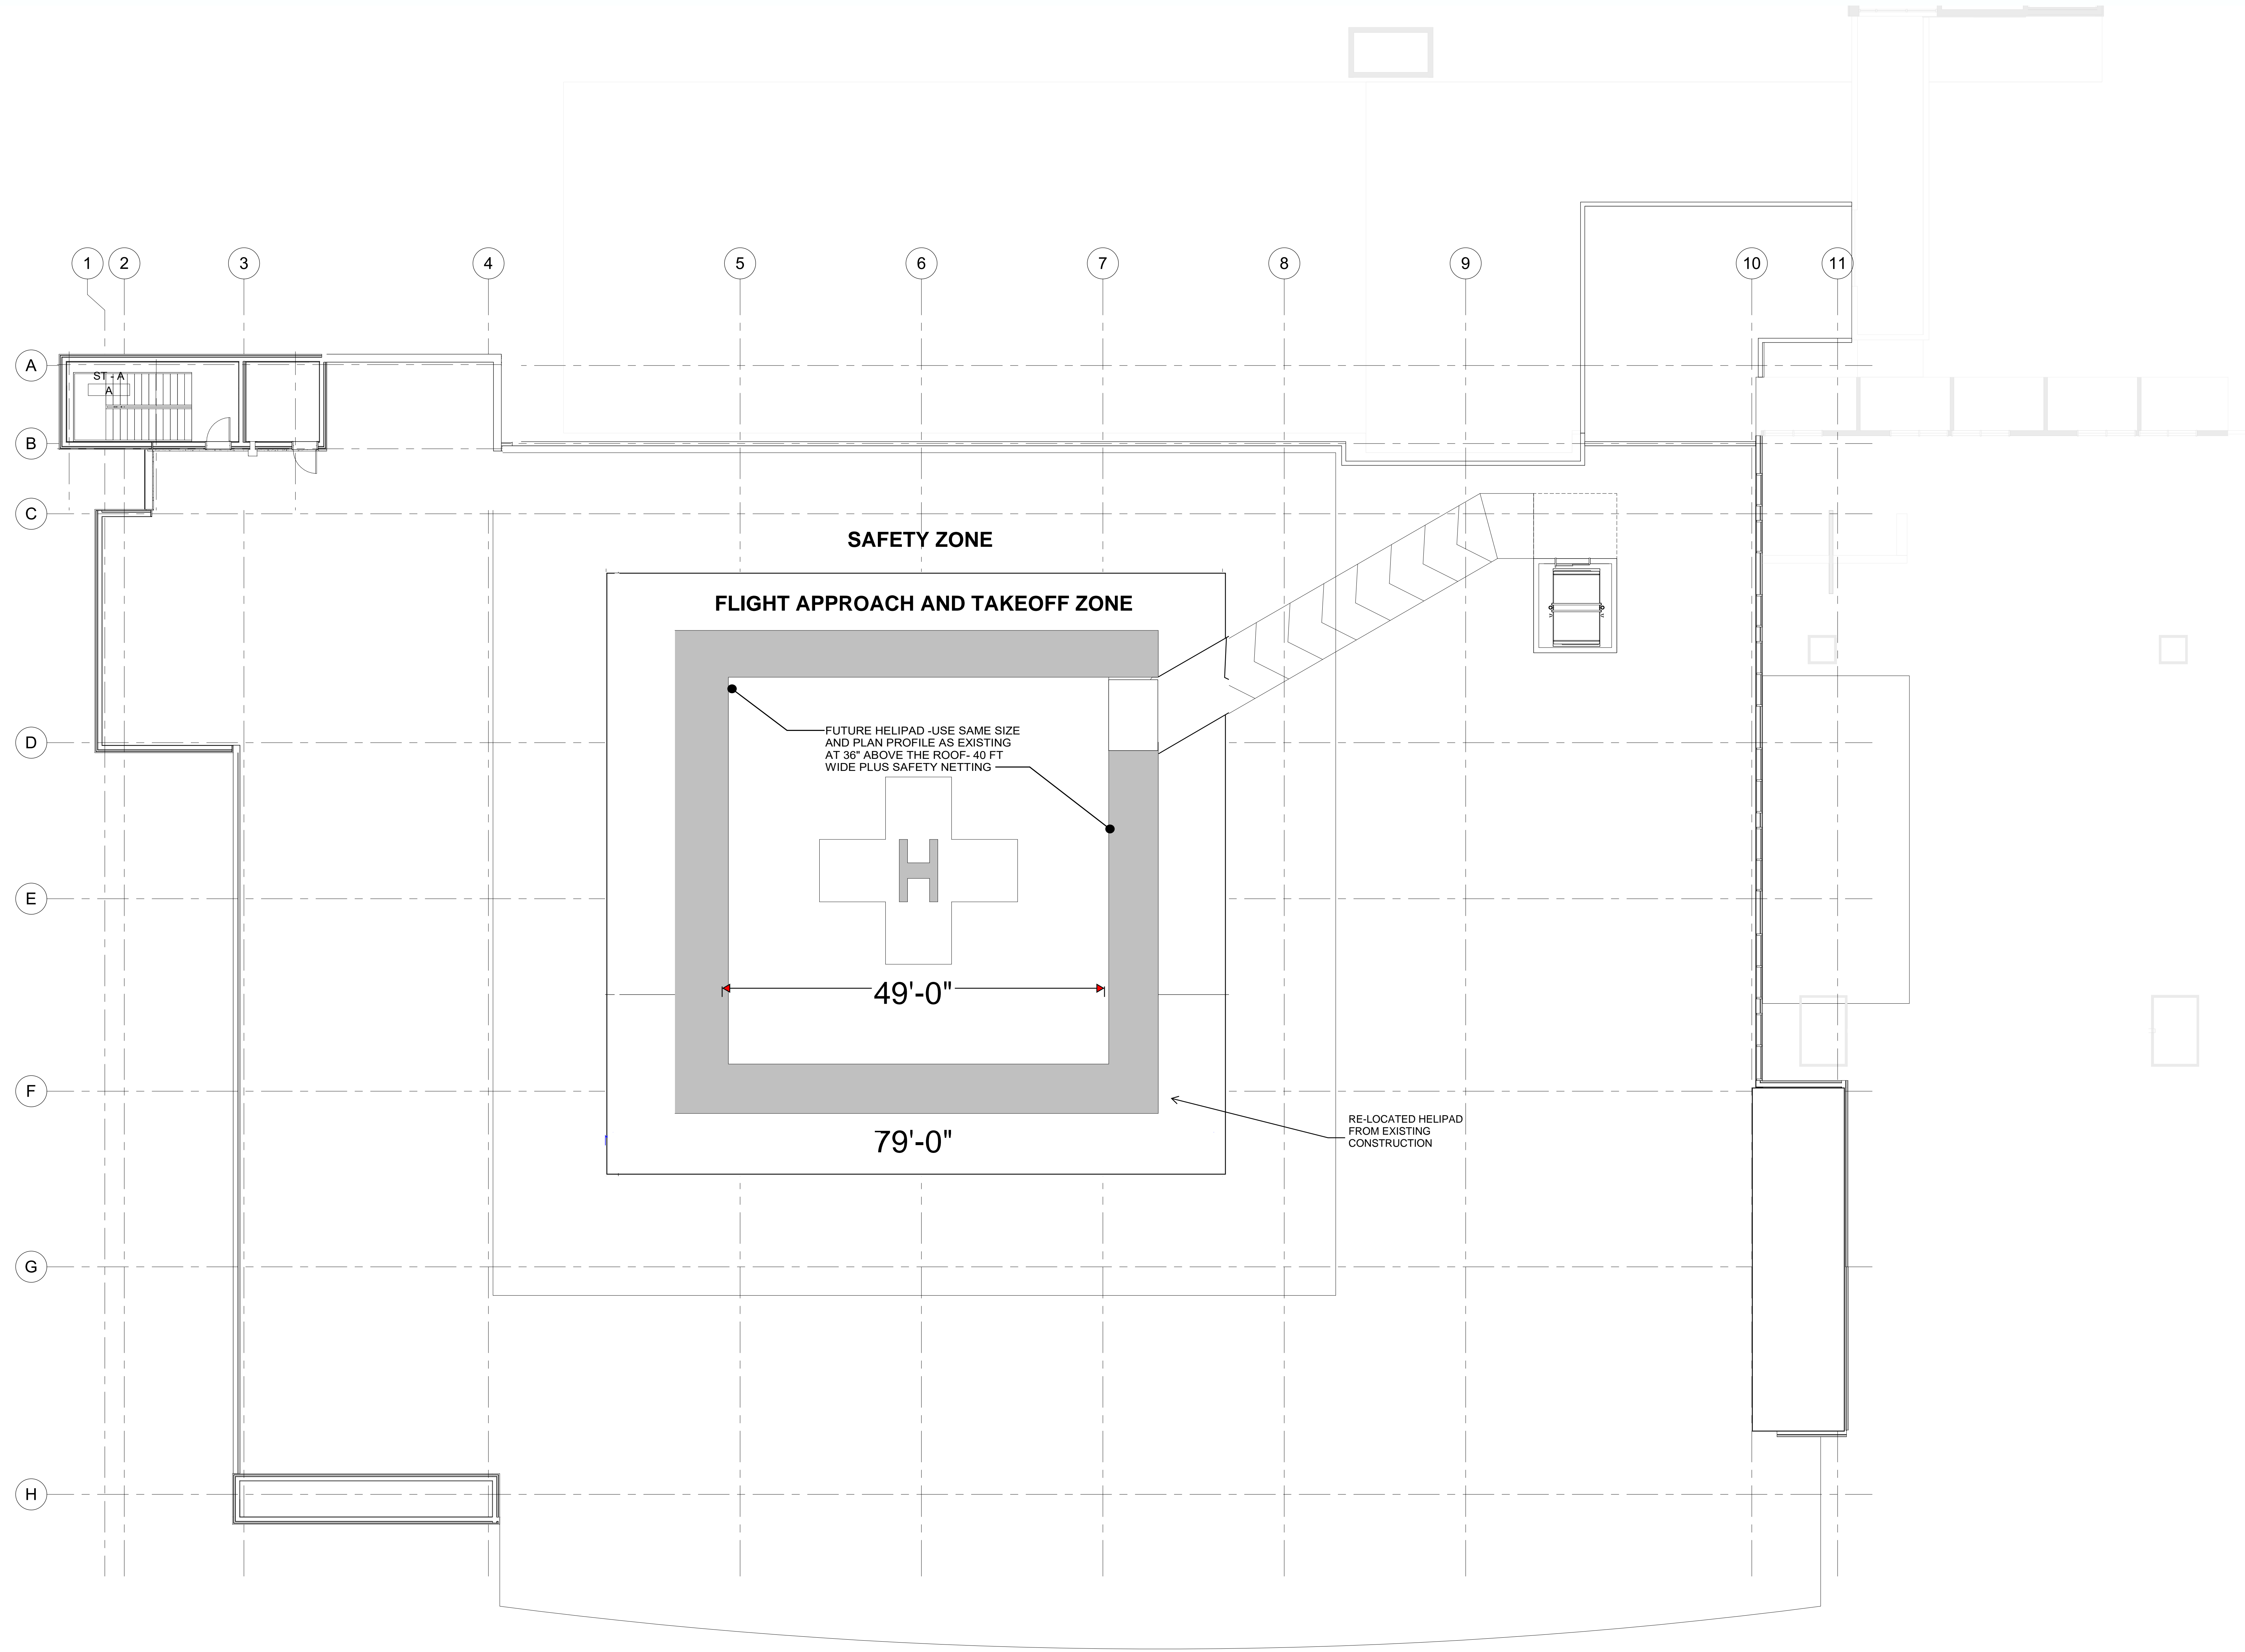 1 2 3 4 5 6 7 8 9 10 11
A
ST - A
A
B
C
SAFETY ZONE
FLIGHT APPROACH AND TAKEOFF ZONE
FUTURE HELIPAD -USE SAME SIZE
AND PLAN PROFILE AS EXISTING
AT 36" ABOVE THE ROOF- 40 FT
WIDE PLUS SAFETY NETTING
D
H
E
49'-0"
F
RE-LOCATED HELIPAD
FROM EXISTING
CONSTRUCTION
79'-0"
G
H